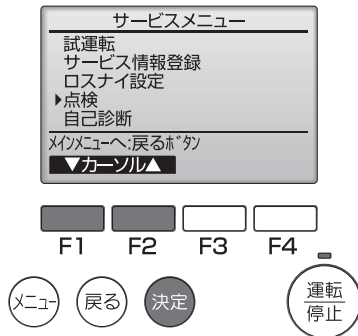 サービスメニュー
試運転
サービス情報登録
ロスナイ設定
▶点検
自己診断
ﾒｲﾝﾒﾆｭｰへ:戻るﾎﾞﾀﾝ
▼カーソル▲
F1 F2 F3 F4
メニュー 戻る 決定 運転
停止